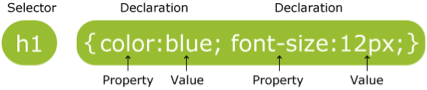 Selector Declaration Declaration
h1 {color:blue; font-size:12px;}
Property Value Property Value